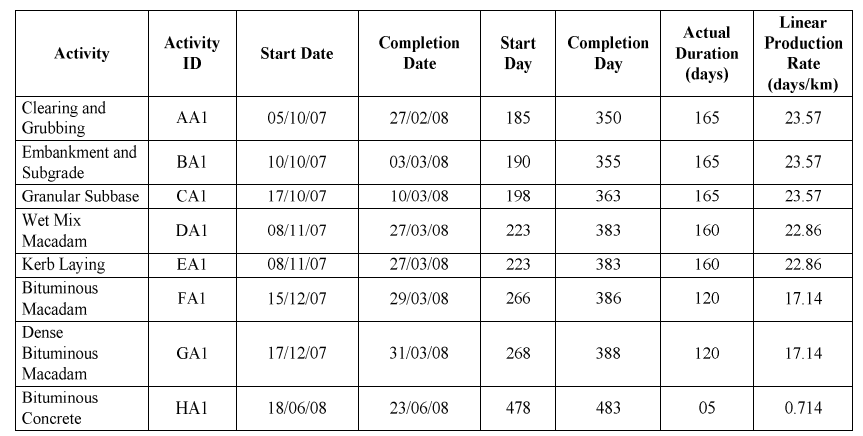 Activity | Activity ID | Start Date | Completion Date | Start Day | Completion Day | Actual Duration (days) | Linear Production Rate (days/km)
Clearing and Grubbing | AA1 | 05/10/07 | 27/02/08 | 185 | 350 | 165 | 23.57
Embankment and Subgrade | BA1 | 10/10/07 | 03/03/08 | 190 | 355 | 165 | 23.57
Granular Subbase | CA1 | 17/10/07 | 10/03/08 | 198 | 363 | 165 | 23.57
Wet Mix Macadam | DA1 | 08/11/07 | 27/03/08 | 223 | 383 | 160 | 22.86
Kerb Laying | EA1 | 08/11/07 | 27/03/08 | 223 | 383 | 160 | 22.86
Bituminous Macadam | FA1 | 15/12/07 | 29/03/08 | 266 | 386 | 120 | 17.14
Dense Bituminous Macadam | GA1 | 17/12/07 | 31/03/08 | 268 | 388 | 120 | 17.14
Bituminous Concrete | HA1 | 18/06/08 | 23/06/08 | 478 | 483 | 05 | 0.714